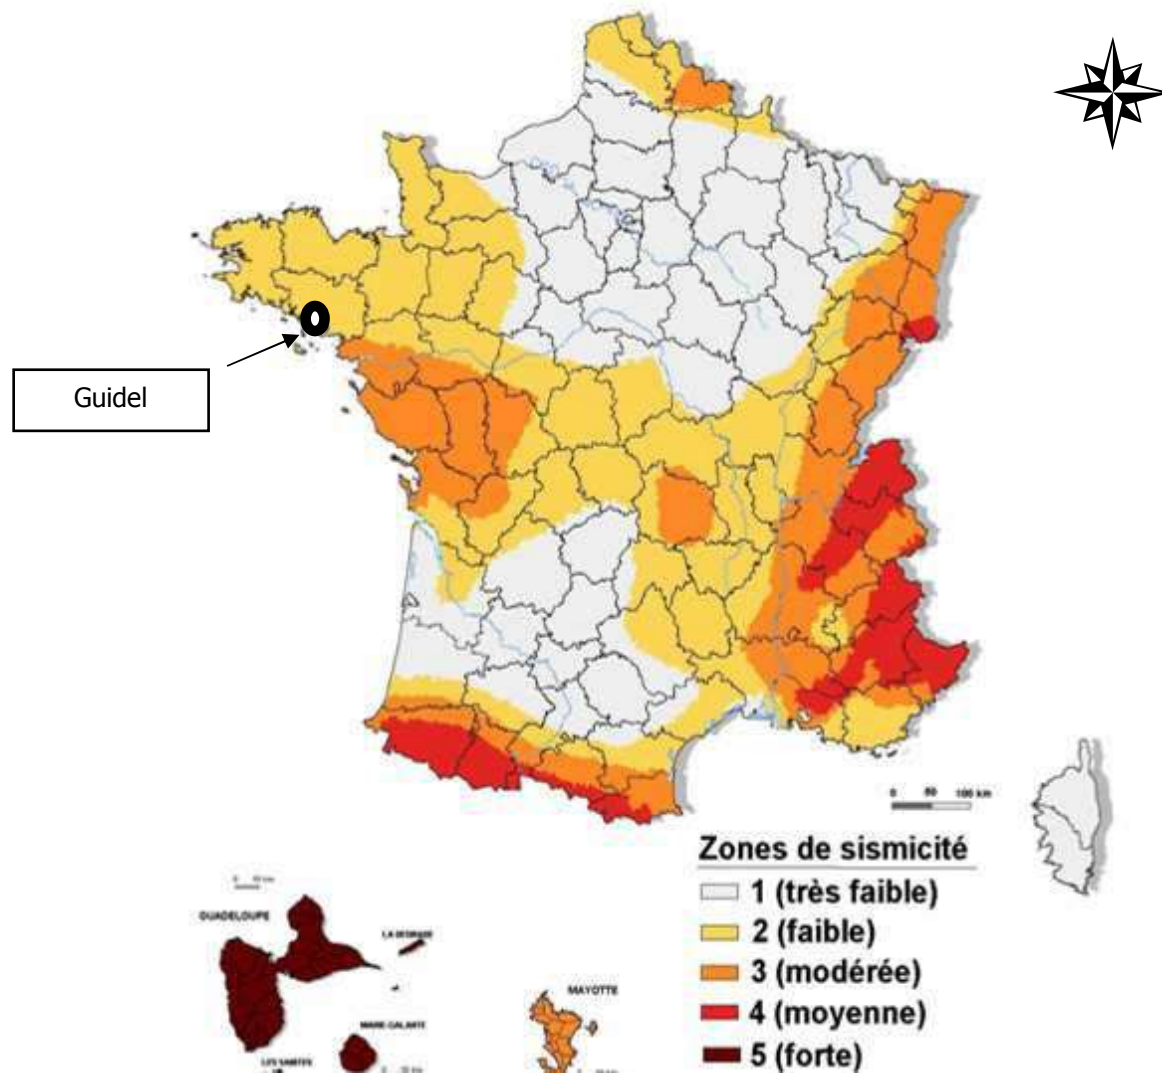 Guidel
0 50 100 km
Zones de sismicité
1 (très faible)
2 (faible)
3 (modérée)
4 (moyenne)
5 (forte)
GUADELOUPE
LA DESIRADE
MARIE-GALANTE
LES SAINTES
MAYOTTE